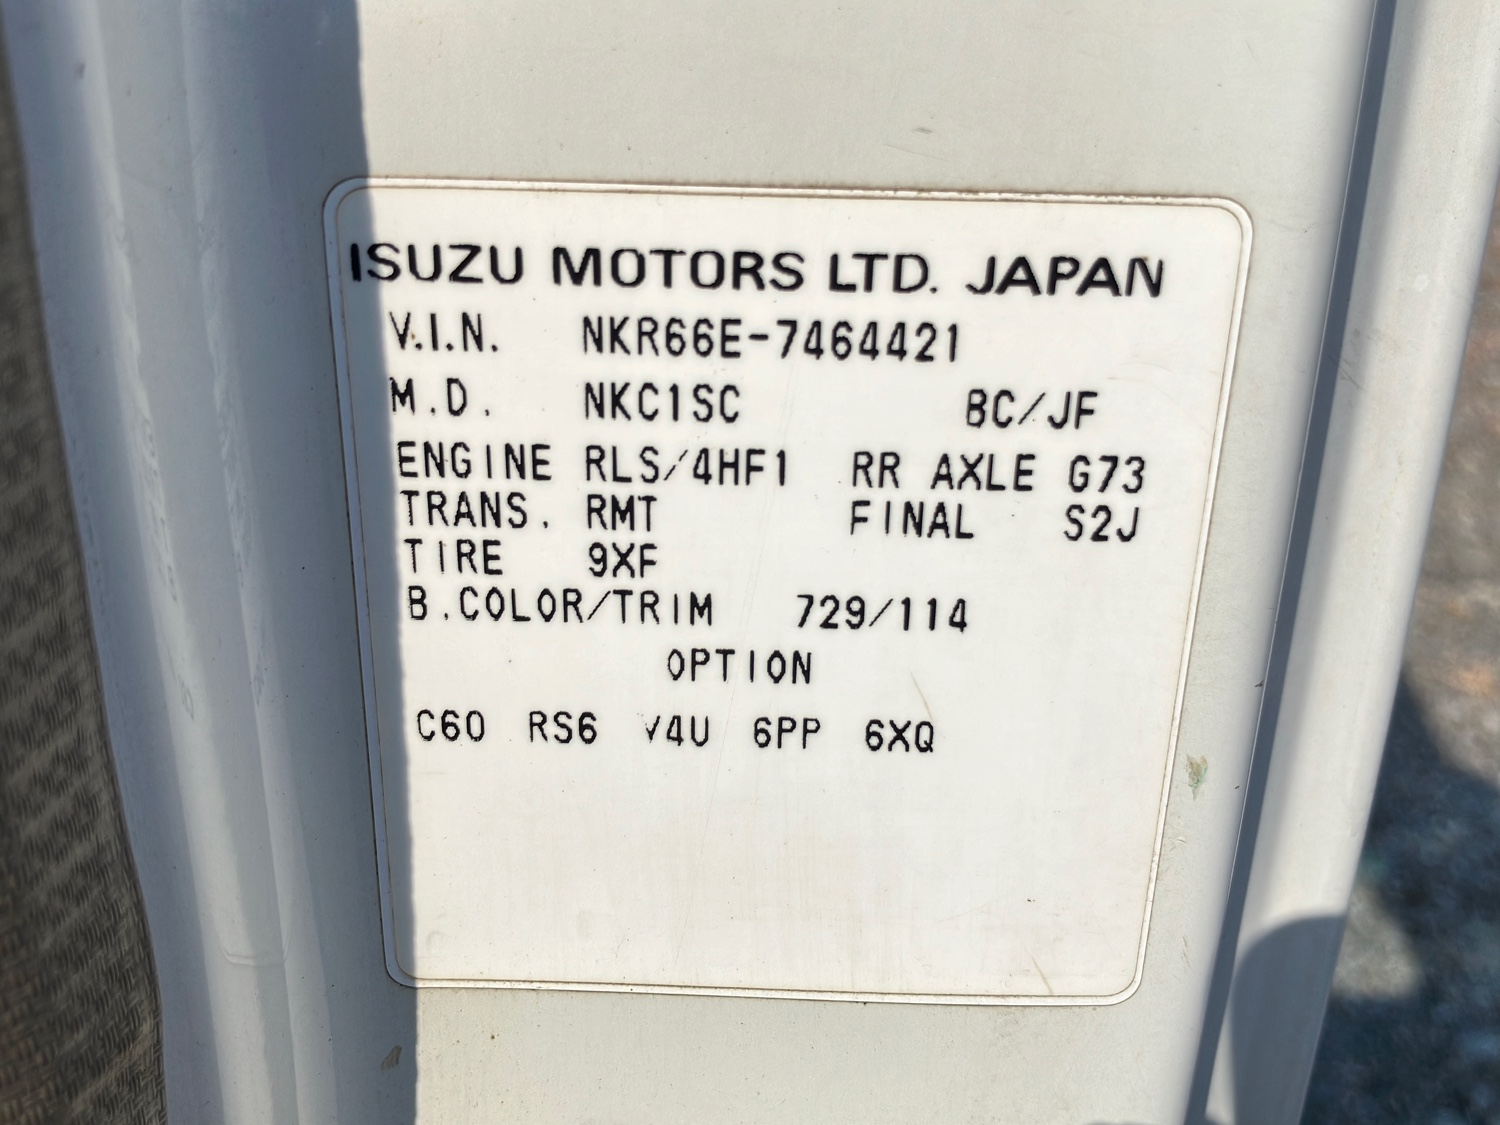 ISUZU MOTORS LTD. JAPAN
V.I.N. NKR66E-7464421
M.D. NKC1SC BC/JF
ENGINE RLS/4HF1 RR AXLE G73
TRANS. RMT FINAL S2J
TIRE 9XF
B.COLOR/TRIM 729/114
OPTION
C60 RS6 V4U 6PP 6XQ